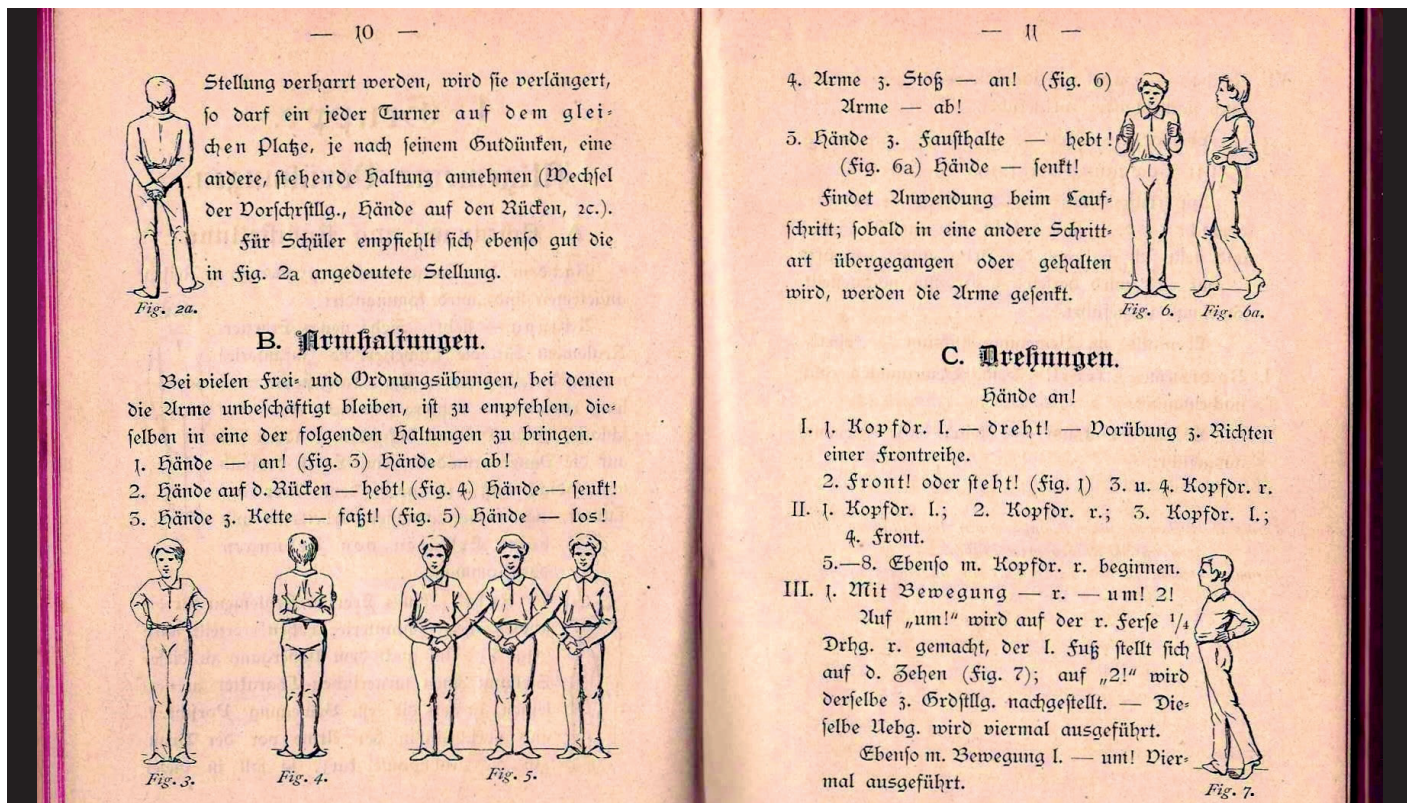 — 10 —
Stellung verharrt werden, wird sie verlängert,
so darf ein jeder Turner auf dem glei-
chen Platze, je nach seinem Gutdünken, eine
andere, stehende Haltung annehmen (Wechsel
der Vorschrstllg., Hände auf den Rücken, ꝛc.).
Für Schüler empfiehlt sich ebenso gut die
in Fig. 2a angedeutete Stellung.
Fig. 2a.
B. Armhaltungen.
Bei vielen Frei- und Ordnungsübungen, bei denen
die Arme unbeschäftigt bleiben, ist zu empfehlen, die-
selben in eine der folgenden Haltungen zu bringen.
1. Hände — an! (Fig. 3) Hände — ab!
2. Hände auf d. Rücken — hebt! (Fig. 4) Hände — senkt!
3. Hände z. Kette — faßt! (Fig. 5) Hände — los!
Fig. 3.
Fig. 4.
Fig. 5.
— 11 —
4. Arme z. Stoß — an! (Fig. 6)
Arme — ab!
5. Hände z. Fausthalte — hebt!
(Fig. 6a) Hände — senkt!
Findet Anwendung beim Lauf-
schritt; sobald in eine andere Schritt-
art übergegangen oder gehalten
wird, werden die Arme gesenkt.
Fig. 6.
Fig. 6a.
C. Drehungen.
Hände an!
I. 1. Kopfdr. l. — dreht! — Vorübung z. Richten
einer Frontreihe.
2. Front! oder steht! (Fig. 1) 3. u. 4. Kopfdr. r.
II. 1. Kopfdr. l.; 2. Kopfdr. r.; 3. Kopfdr. l.;
4. Front.
5.—8. Ebenso m. Kopfdr. r. beginnen.
III. 1. Mit Bewegung — r. — um! 2!
Auf „um!“ wird auf der r. Ferse 1/4
Drhg. r. gemacht, der l. Fuß stellt sich
auf d. Zehen (Fig. 7); auf „2!“ wird
derselbe z. Grdstllg. nachgestellt. — Die-
selbe Uebg. wird viermal ausgeführt.
Ebenso m. Bewegung l. — um! Vier-
mal ausgeführt.
Fig. 7.